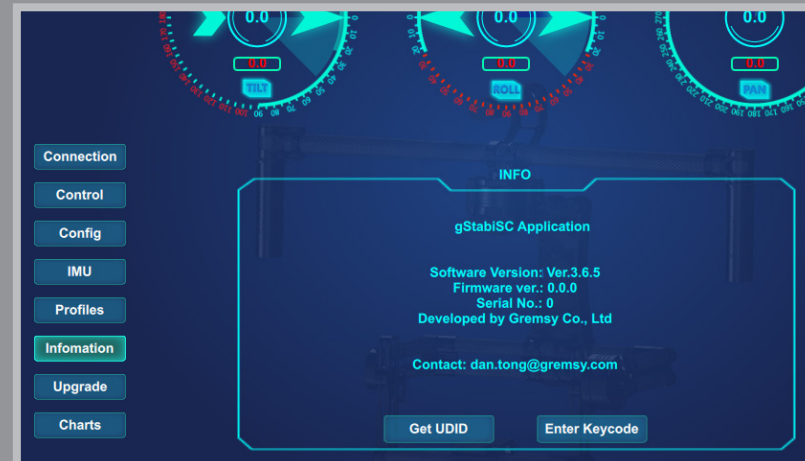 0.0
0.0
0.0
0.0
0.0
0.0
TILT
ROLL
PAN
Connection
Control
Config
IMU
Profiles
Infomation
Upgrade
Charts
INFO
gStabiSC Application
Software Version: Ver.3.6.5
Firmware ver.: 0.0.0
Serial No.: 0
Developed by Gremsy Co., Ltd
Contact: dan.tong@gremsy.com
Get UDID
Enter Keycode